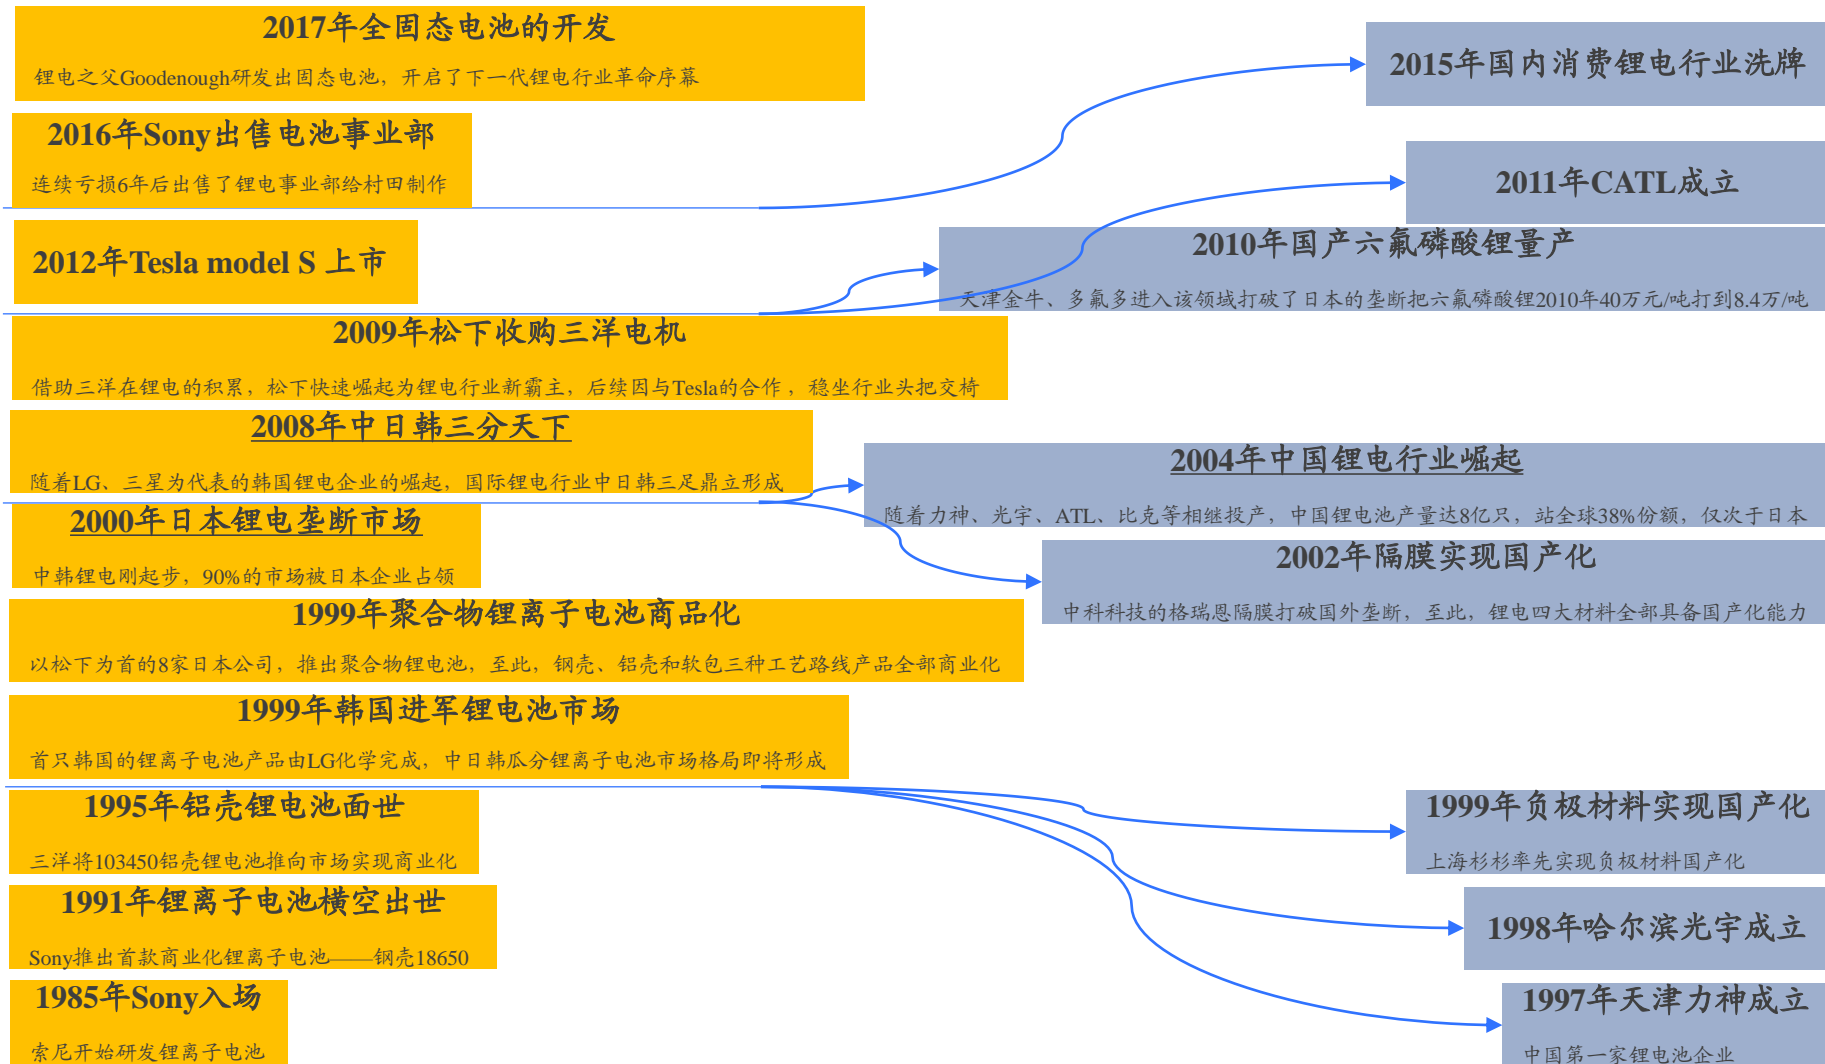 2017年全固态电池的开发
锂电之父Goodenough研发出固态电池，开启了下一代锂电行业革命序幕
2016年Sony出售电池事业部
连续亏损6年后出售了锂电事业部给村田制作
2012年Tesla model S 上市
2009年松下收购三洋电机
借助三洋在锂电的积累，松下快速崛起为锂电行业新霸主，后续因与Tesla的合作，稳坐行业头把交椅
2008年中日韩三分天下
随着LG、三星为代表的韩国锂电企业的崛起，国际锂电行业中日韩三足鼎立形成
2000年日本锂电垄断市场
中韩锂电刚起步，90%的市场被日本企业占领
1999年聚合物锂离子电池商品化
以松下为首的8家日本公司，推出聚合物锂电池，至此，钢壳、铝壳和软包三种工艺路线产品全部商业化
1999年韩国进军锂电池市场
首只韩国的锂离子电池产品由LG化学完成，中日韩瓜分锂离子电池市场格局即将形成
1995年铝壳锂电池面世
三洋将103450铝壳锂电池推向市场实现商业化
1991年锂离子电池横空出世
Sony推出首款商业化锂离子电池——钢壳18650
1985年Sony入场
索尼开始研发锂离子电池
2015年国内消费锂电行业洗牌
2011年CATL成立
2010年国产六氟磷酸锂量产
天津金牛、多氟多进入该领域打破了日本的垄断把六氟磷酸锂2010年40万元/吨打到8.4万/吨
2004年中国锂电行业崛起
随着力神、光宇、ATL、比克等相继投产，中国锂电池产量达8亿只，站全球38%份额，仅次于日本
2002年隔膜实现国产化
中科科技的格瑞恩隔膜打破国外垄断，至此，锂电四大材料全部具备国产化能力
1999年负极材料实现国产化
上海杉杉率先实现负极材料国产化
1998年哈尔滨光宇成立
1997年天津力神成立
中国第一家锂电池企业